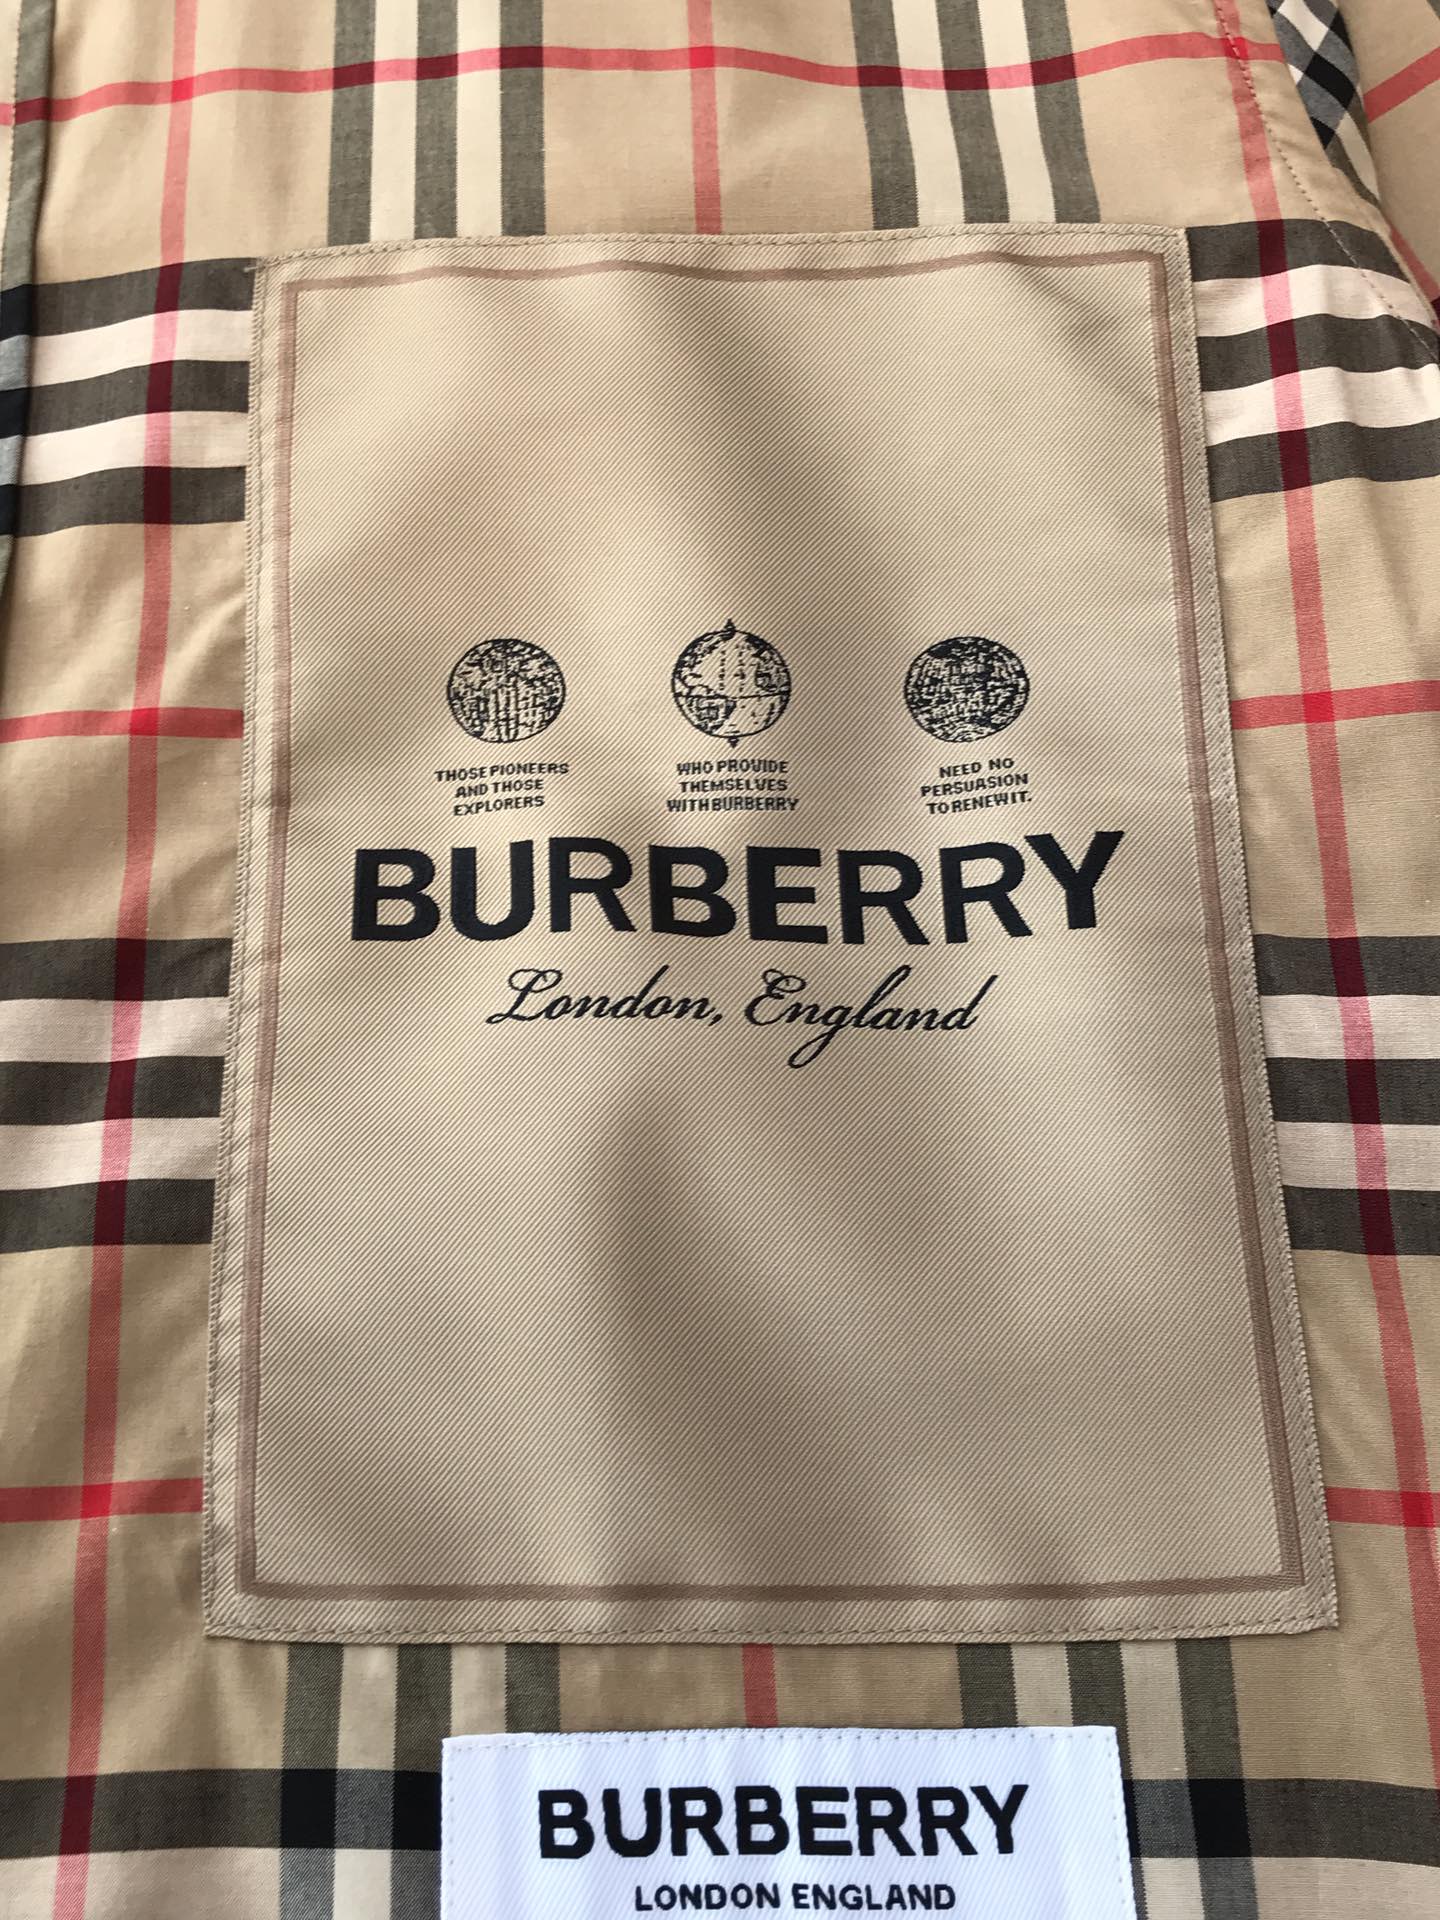 THOSE PIONEERS
AND THOSE
EXPLORERS
WHO PROVIDE
THEMSELVES
WITH BURBERRY
NEED NO
PERSUASION
TO RENEW IT.
BURBERRY
London, England
BURBERRY
LONDON ENGLAND